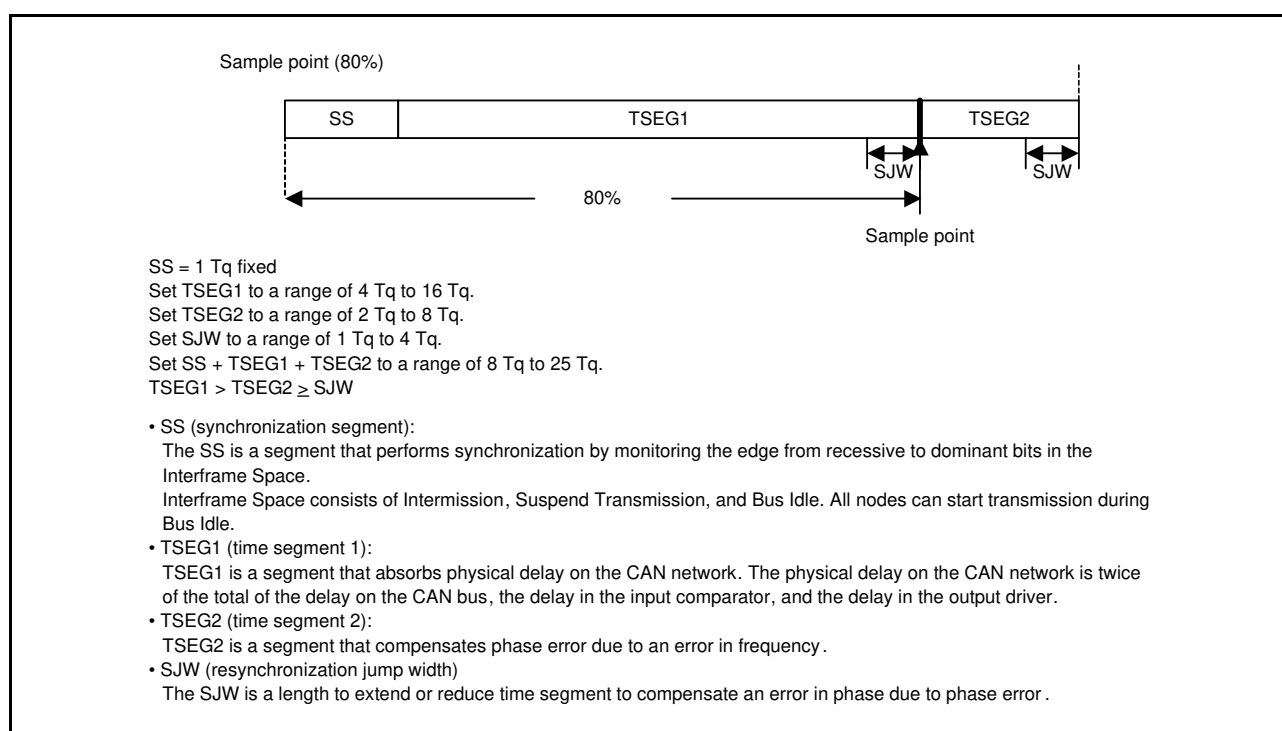 Sample point (80%)
SS TSEG1 TSEG2
SJW SJW
80%
Sample point
SS = 1 Tq fixed
Set TSEG1 to a range of 4 Tq to 16 Tq.
Set TSEG2 to a range of 2 Tq to 8 Tq.
Set SJW to a range of 1 Tq to 4 Tq.
Set SS + TSEG1 + TSEG2 to a range of 8 Tq to 25 Tq.
TSEG1 > TSEG2 ≥ SJW
• SS (synchronization segment):
The SS is a segment that performs synchronization by monitoring the edge from recessive to dominant bits in the
Interframe Space.
Interframe Space consists of Intermission, Suspend Transmission, and Bus Idle. All nodes can start transmission during
Bus Idle.
• TSEG1 (time segment 1):
TSEG1 is a segment that absorbs physical delay on the CAN network. The physical delay on the CAN network is twice
of the total of the delay on the CAN bus, the delay in the input comparator, and the delay in the output driver.
• TSEG2 (time segment 2):
TSEG2 is a segment that compensates phase error due to an error in frequency.
• SJW (resynchronization jump width)
The SJW is a length to extend or reduce time segment to compensate an error in phase due to phase error.